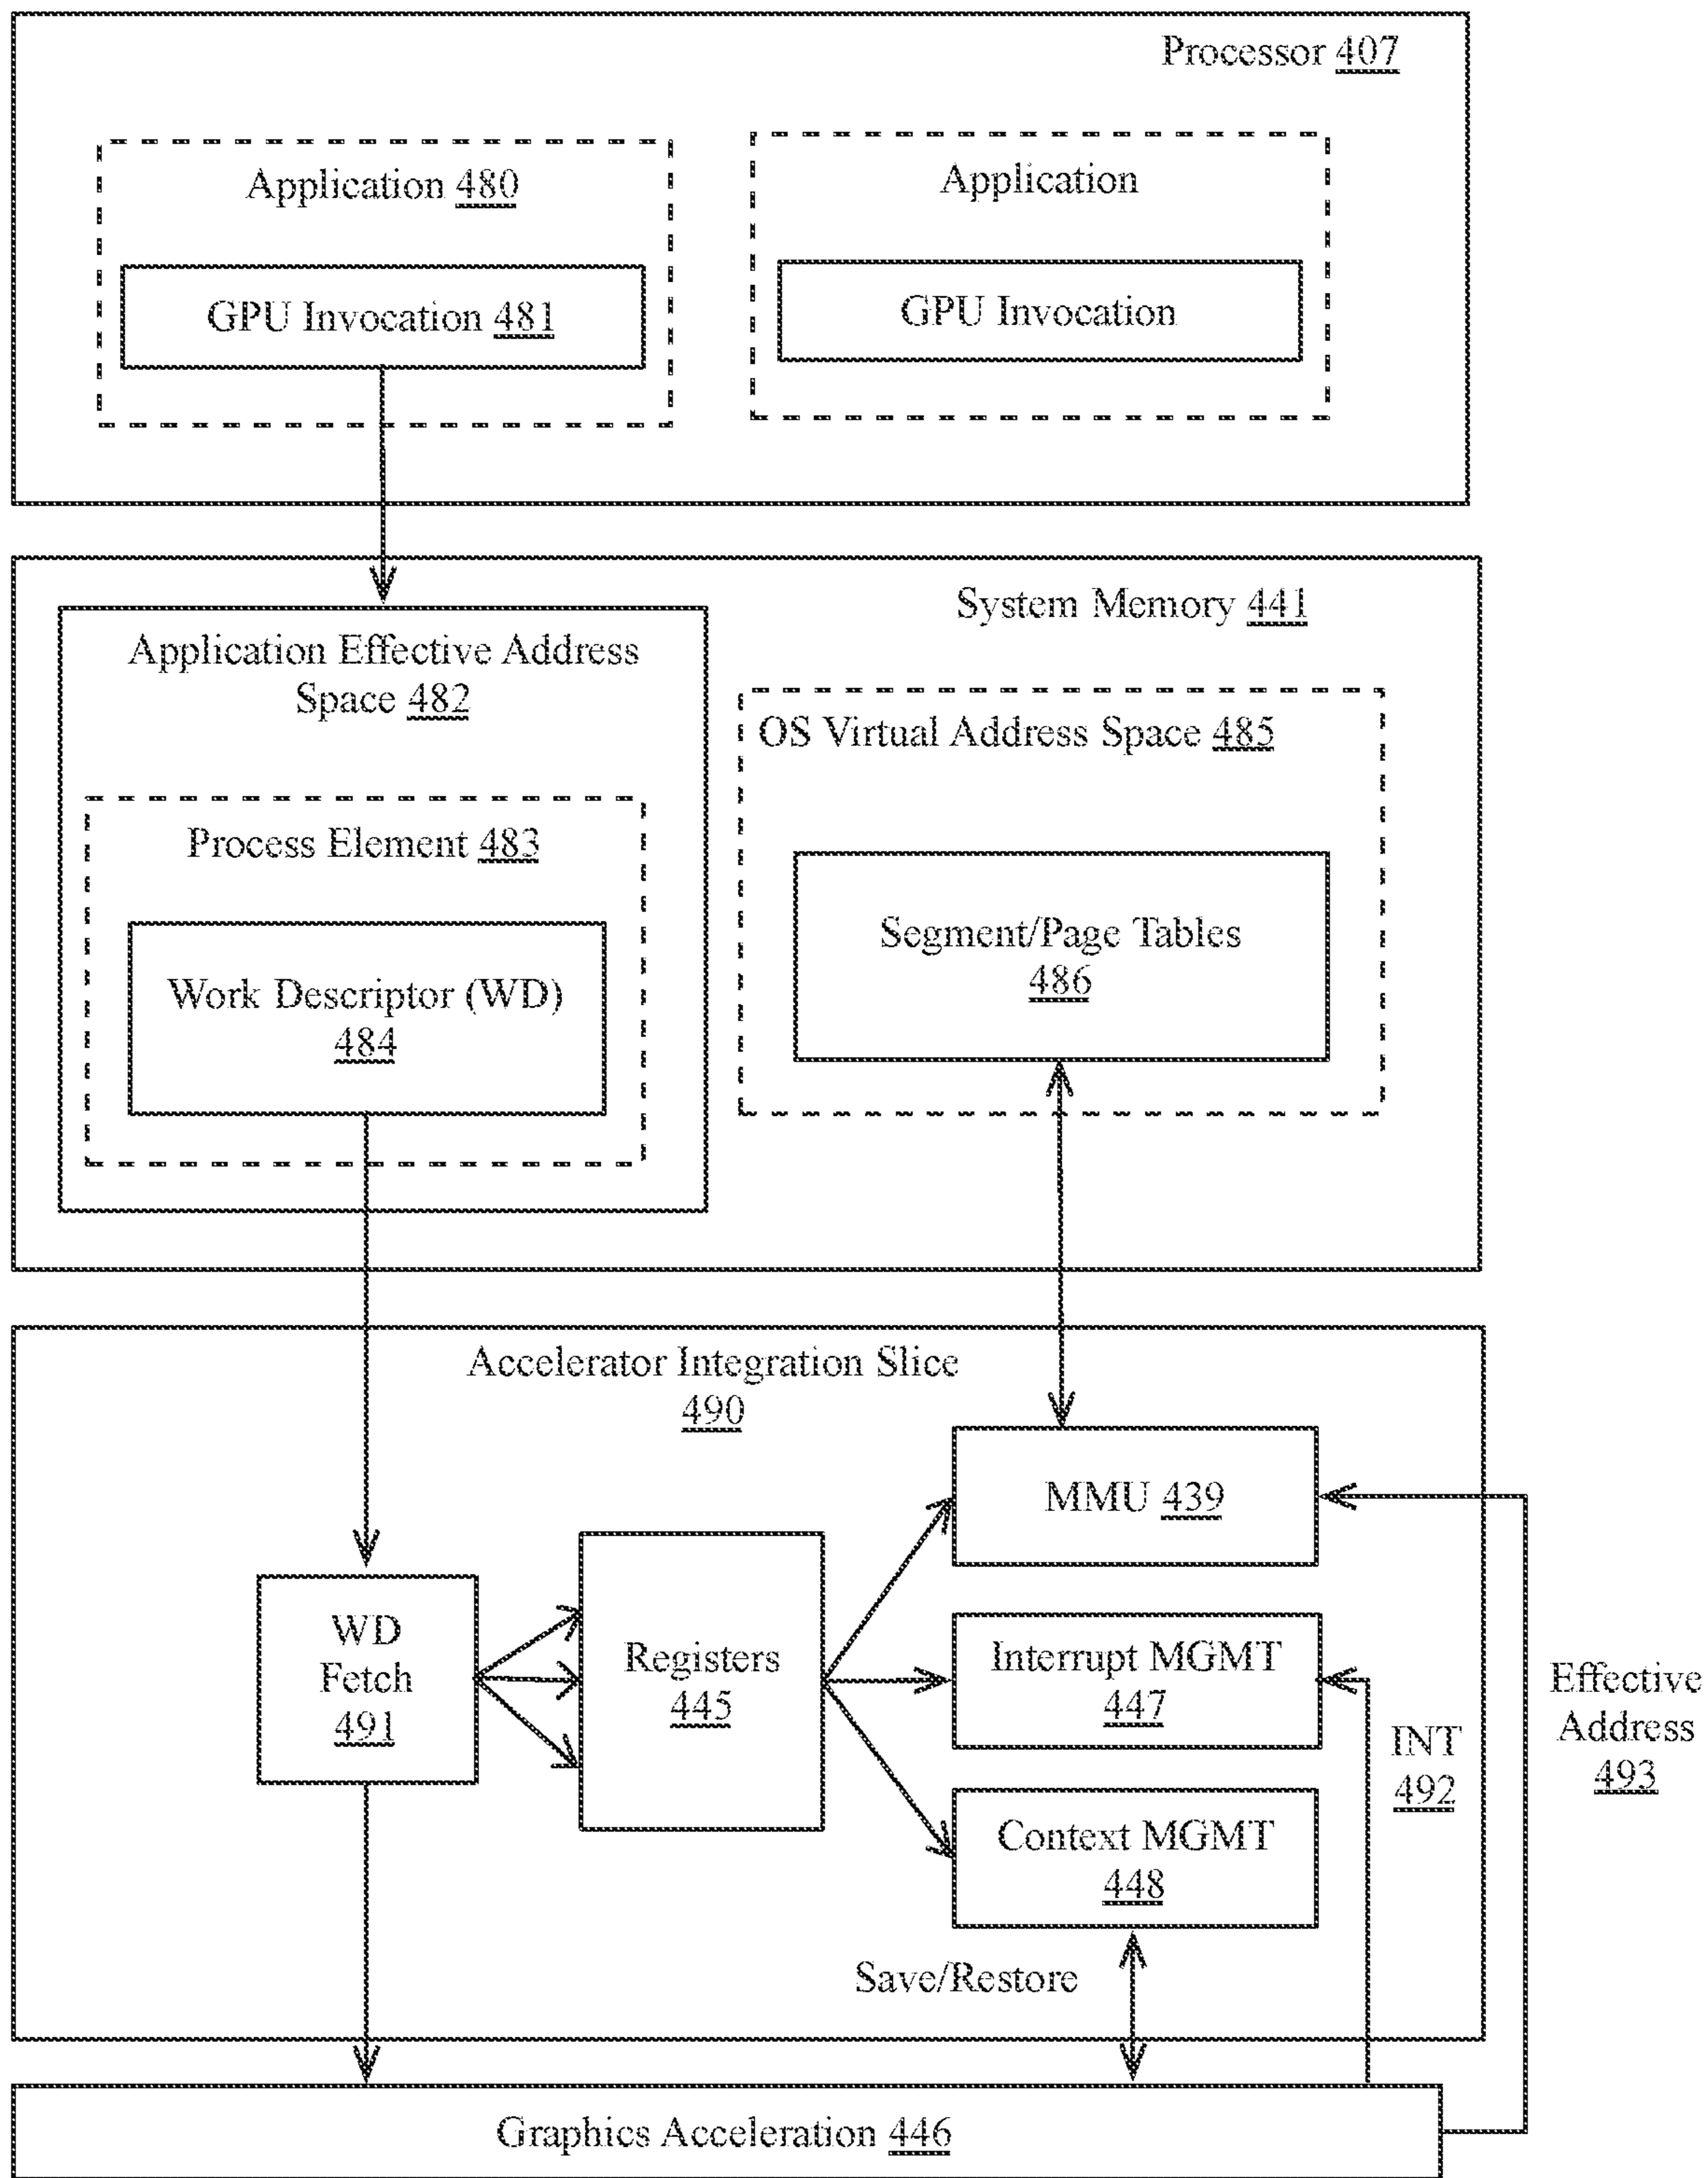 Processor 407
Application 480
Application
GPU Invocation 481
GPU Invocation
System Memory 441
Application Effective Address
Space 482
OS Virtual Address Space 485
Process Element 483
Segment/Page Tables
486
Work Descriptor (WD)
484
Accelerator Integration Slice
490
MMU 439
WD
Fetch
491
Registers
445
Interrupt MGMT
447
Effective
Address
493
INT
492
Context MGMT
448
Save/Restore
Graphics Acceleration 446